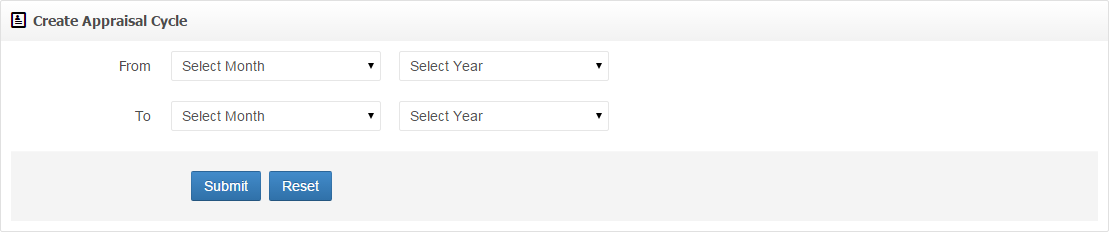 Create Appraisal Cycle
From Select Month Select Year
To Select Month Select Year
Submit Reset